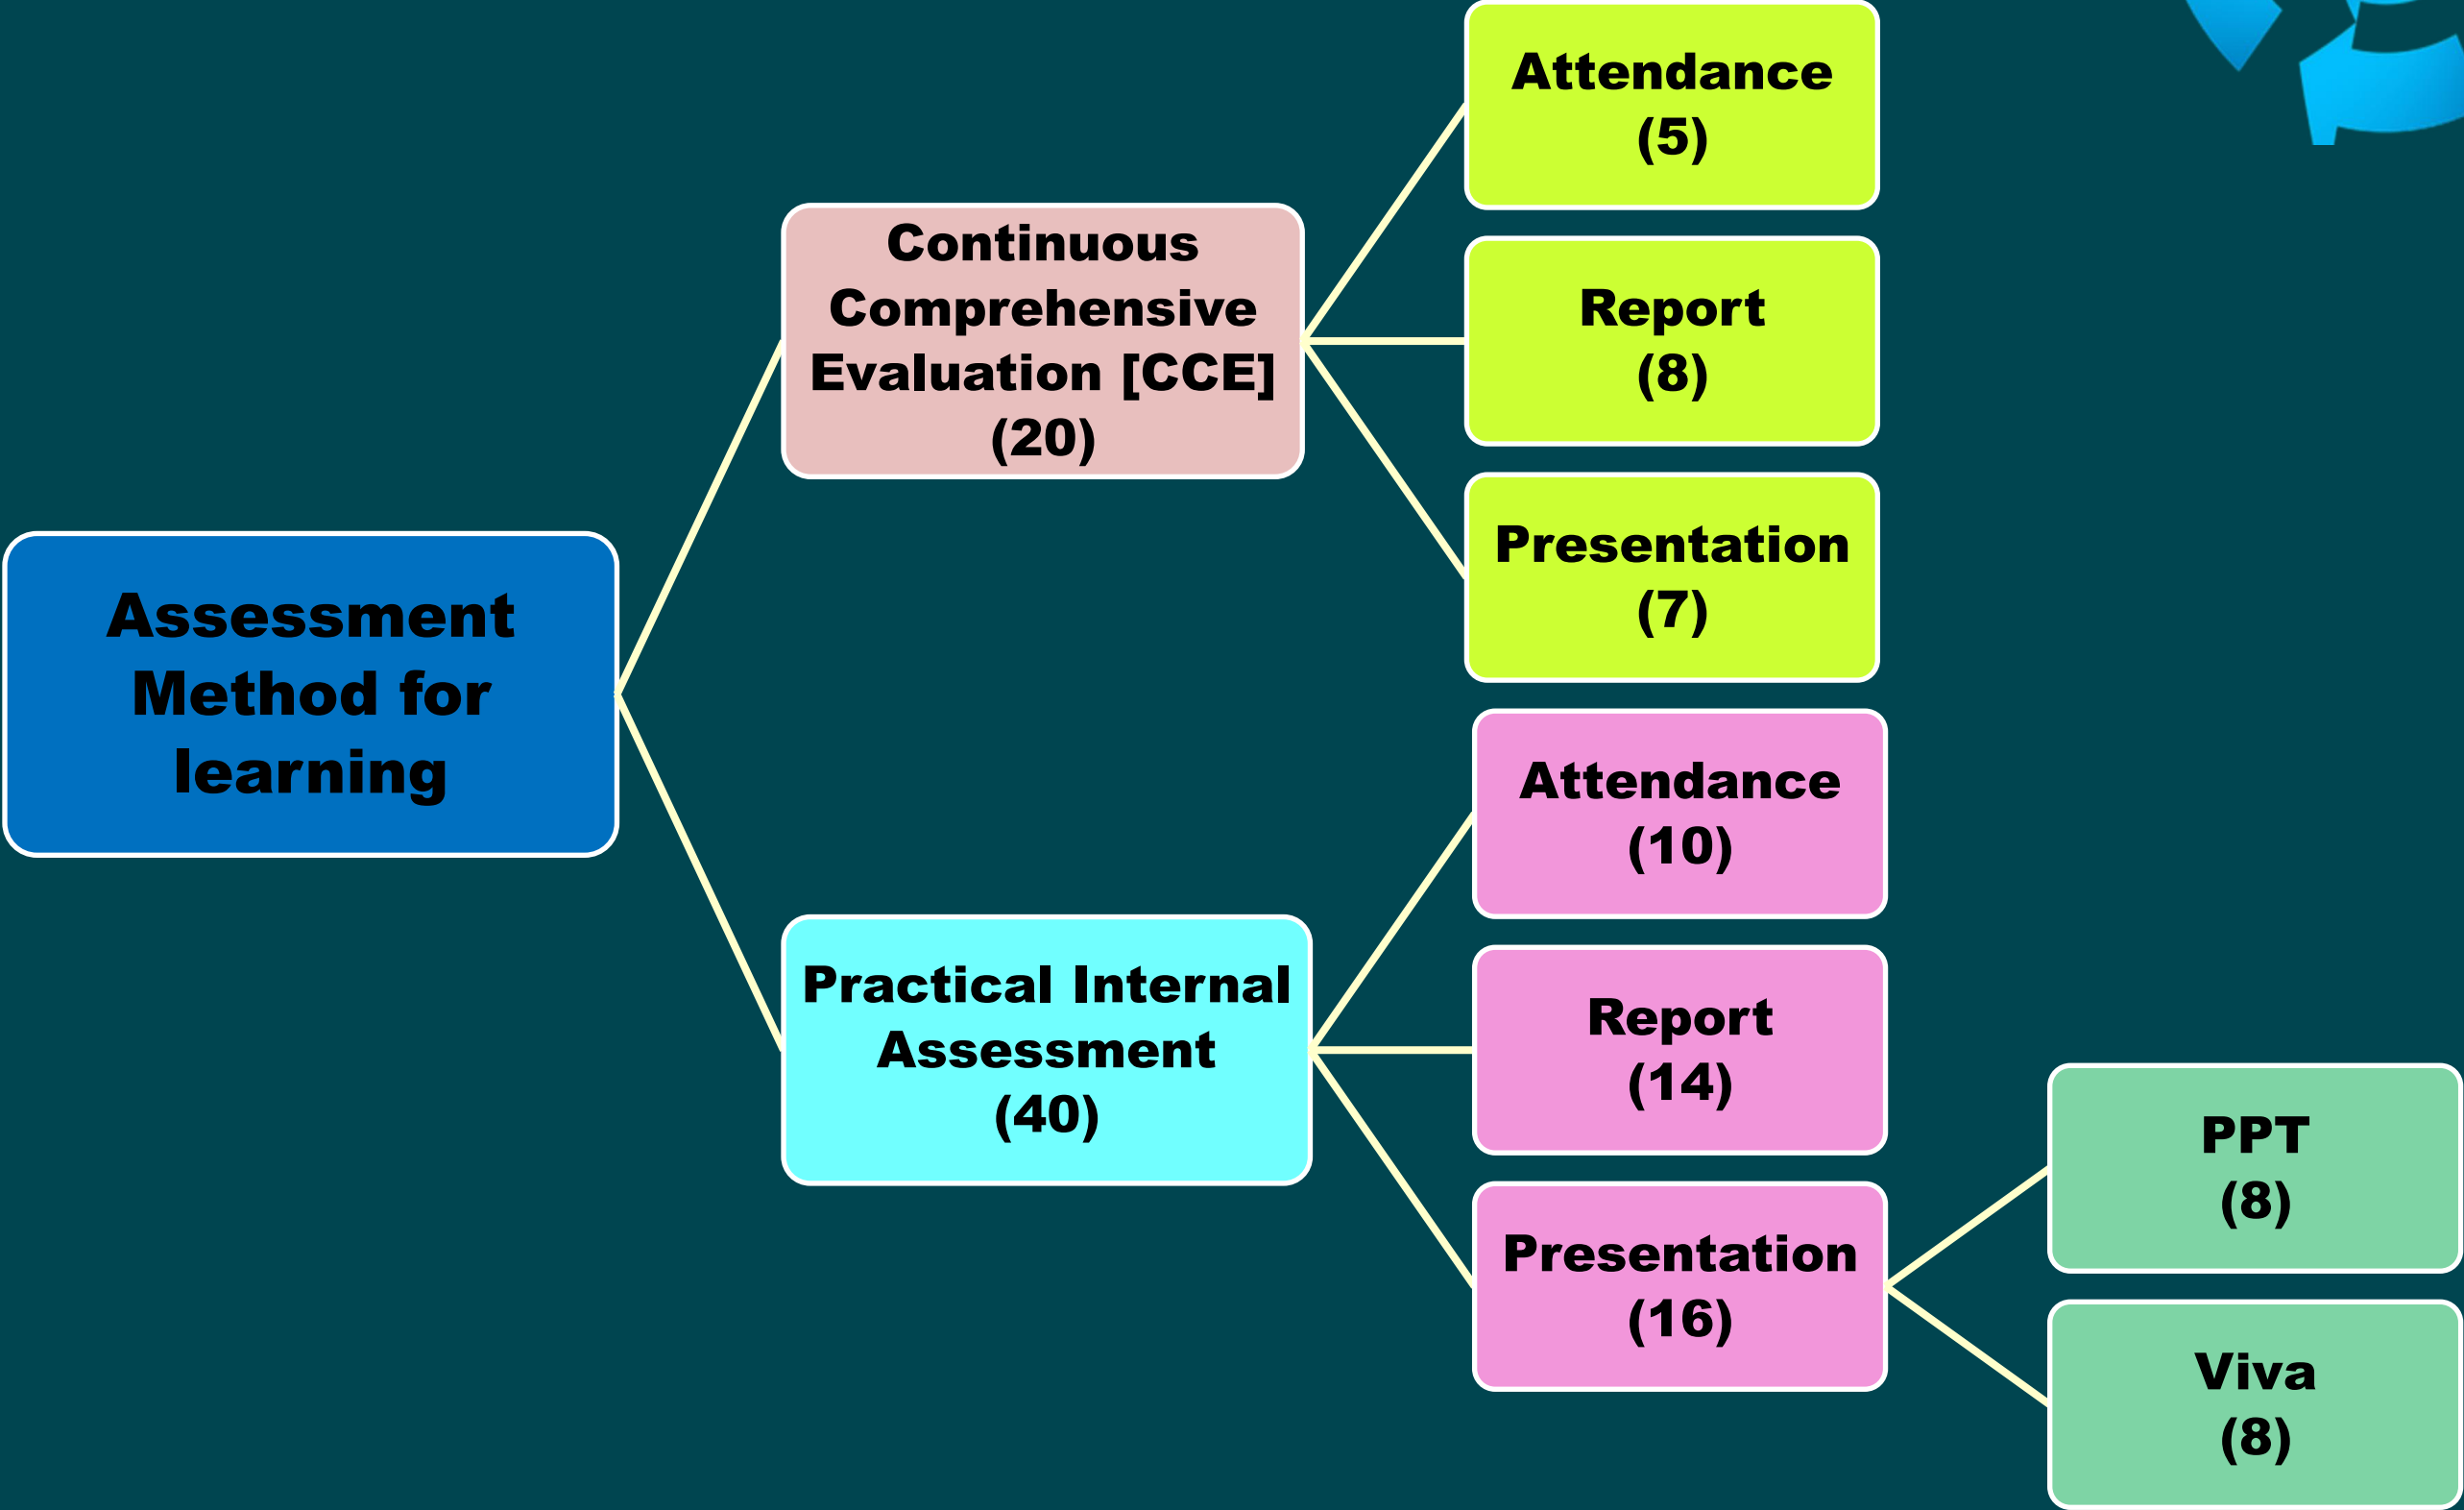 Assessment
Method for
learning
Continuous
Comprehensive
Evaluation [CCE]
(20)
Attendance
(5)
Report
(8)
Presentation
(7)
Practical Internal
Assessment
(40)
Attendance
(10)
Report
(14)
Presentation
(16)
PPT
(8)
Viva
(8)